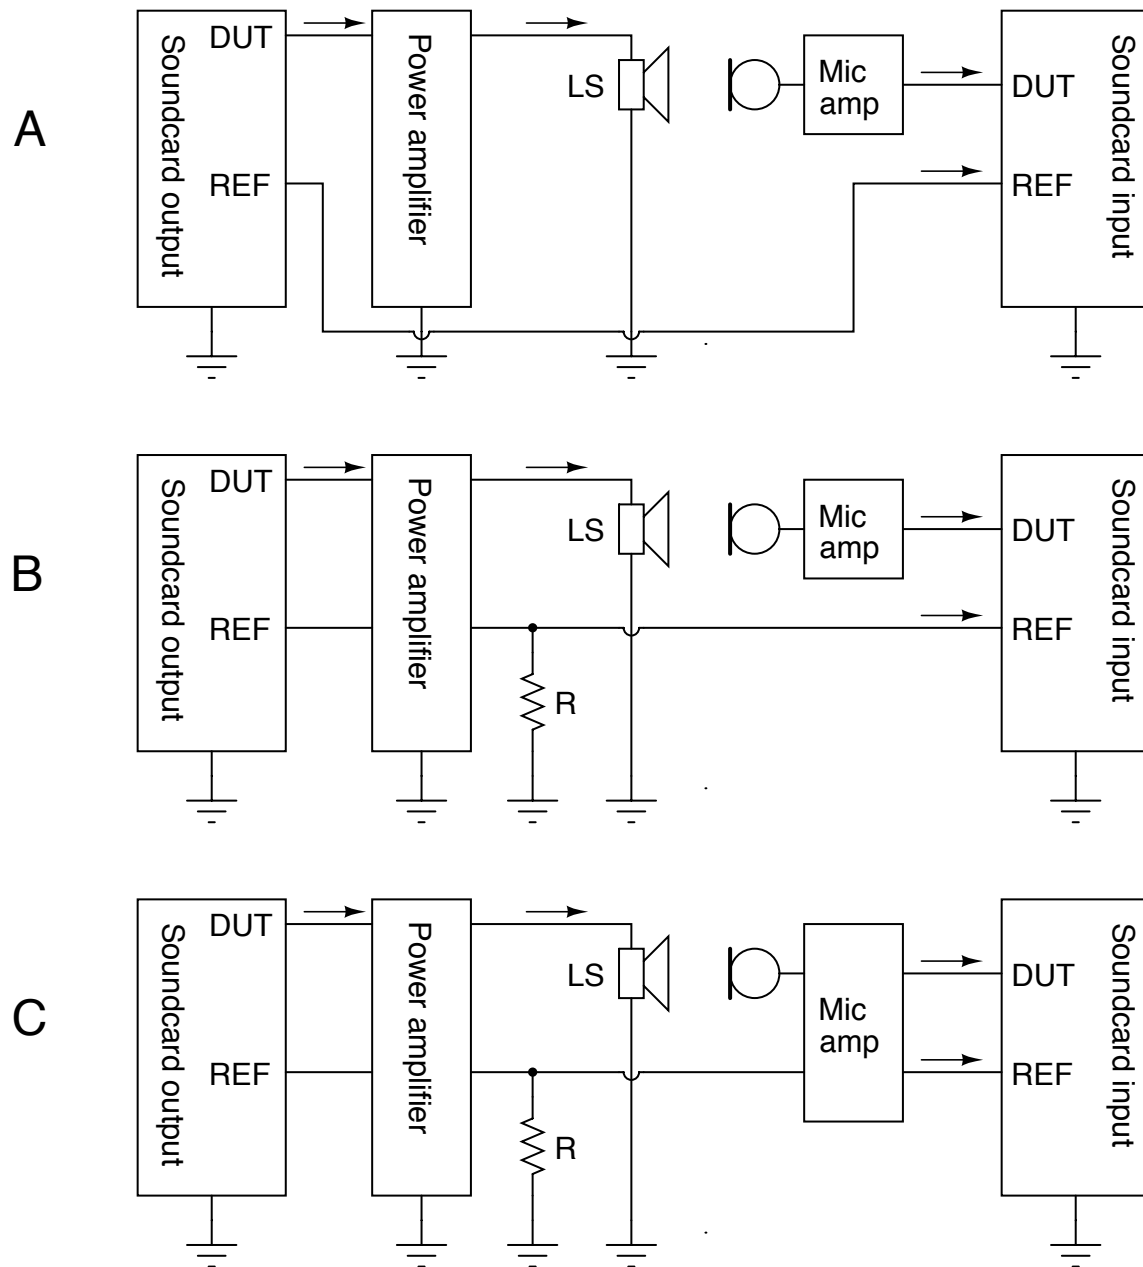 A
Soundcard output
DUT
REF
Power amplifier
LS
Mic
amp
DUT
REF
Soundcard input
B
Soundcard output
DUT
REF
Power amplifier
R
LS
Mic
amp
DUT
REF
Soundcard input
C
Soundcard output
DUT
REF
Power amplifier
R
LS
Mic
amp
DUT
REF
Soundcard input